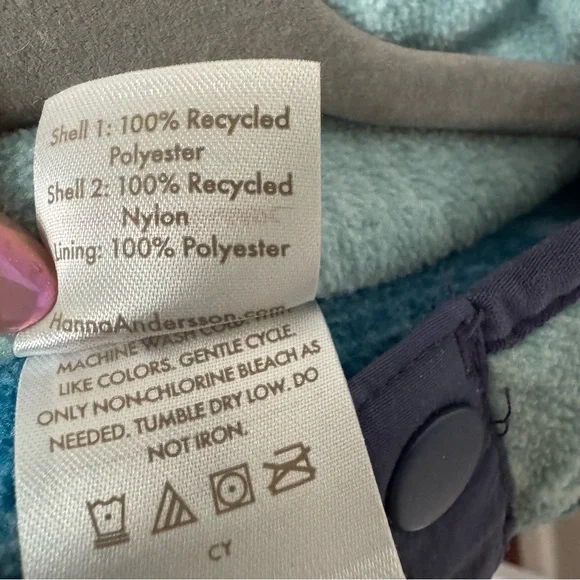 Shell 1: 100% Recycled
Polyester
Shell 2: 100% Recycled
Nylon
Lining: 100% Polyester
HannaAndersson.com
MACHINE WASH COLD
LIKE COLORS. GENTLE CYCLE.
ONLY NON-CHLORINE BLEACH AS
NEEDED. TUMBLE DRY LOW. DO
NOT IRON.
CY